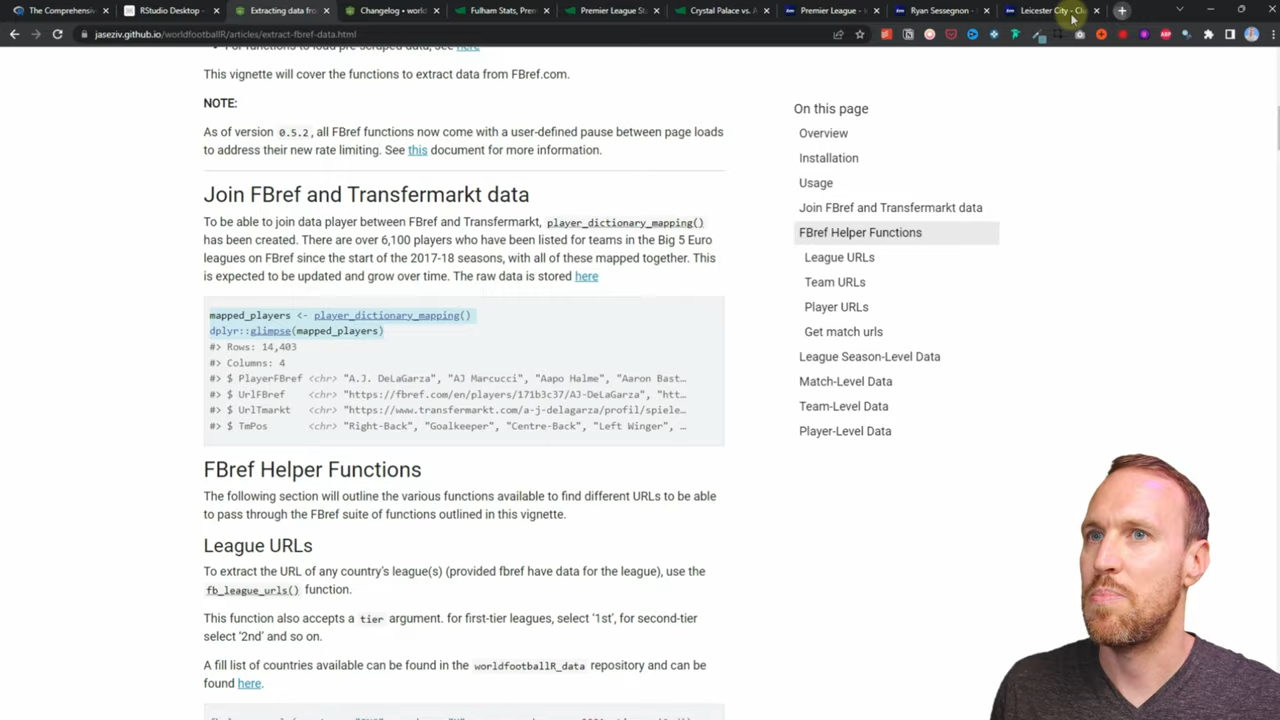 The Comprehensiv
RStudio Desktop -
Extracting data fro
Changelog • world
Fulham Stats, Prem
Premier League St
Crystal Palace vs. A
Premier League -
Ryan Sessegnon -
Leicester City - Clu
jaseziv.github.io/worldfootballR/articles/extract-fbref-data.html
For functions to load pre-scraped data, see here
This vignette will cover the functions to extract data from FBref.com.
NOTE:
As of version 0.5.2, all FBref functions now come with a user-defined pause between page loads
to address their new rate limiting. See this document for more information.
Join FBref and Transfermarkt data
To be able to join data player between FBref and Transfermarkt, player_dictionary_mapping()
has been created. There are over 6,100 players who have been listed for teams in the Big 5 Euro
leagues on FBref since the start of the 2017-18 seasons, with all of these mapped together. This
is expected to be updated and grow over time. The raw data is stored here
mapped_players <- player_dictionary_mapping()
dplyr::glimpse(mapped_players)
#> Rows: 14,403
#> Columns: 4
#> $ PlayerFBref <chr> "A.J. DeLaGarza", "AJ Marcucci", "Aapo Halme", "Aaron Bast…
#> $ UrlFBref <chr> "https://fbref.com/en/players/171b3c37/AJ-DeLaGarza", "htt…
#> $ UrlTmarkt <chr> "https://www.transfermarkt.com/a-j-delagarza/profil/spiele…
#> $ TmPos <chr> "Right-Back", "Goalkeeper", "Centre-Back", "Left Winger", …
FBref Helper Functions
The following section will outline the various functions available to find different URLs to be able
to pass through the FBref suite of functions outlined in this vignette.
League URLs
To extract the URL of any country's league(s) (provided fbref have data for the league), use the
fb_league_urls() function.
This function also accepts a tier argument. for first-tier leagues, select '1st', for second-tier
select '2nd' and so on.
A fill list of countries available can be found in the worldfootballR_data repository and can be
found here.
On this page
Overview
Installation
Usage
Join FBref and Transfermarkt data
FBref Helper Functions
League URLs
Team URLs
Player URLs
Get match urls
League Season-Level Data
Match-Level Data
Team-Level Data
Player-Level Data